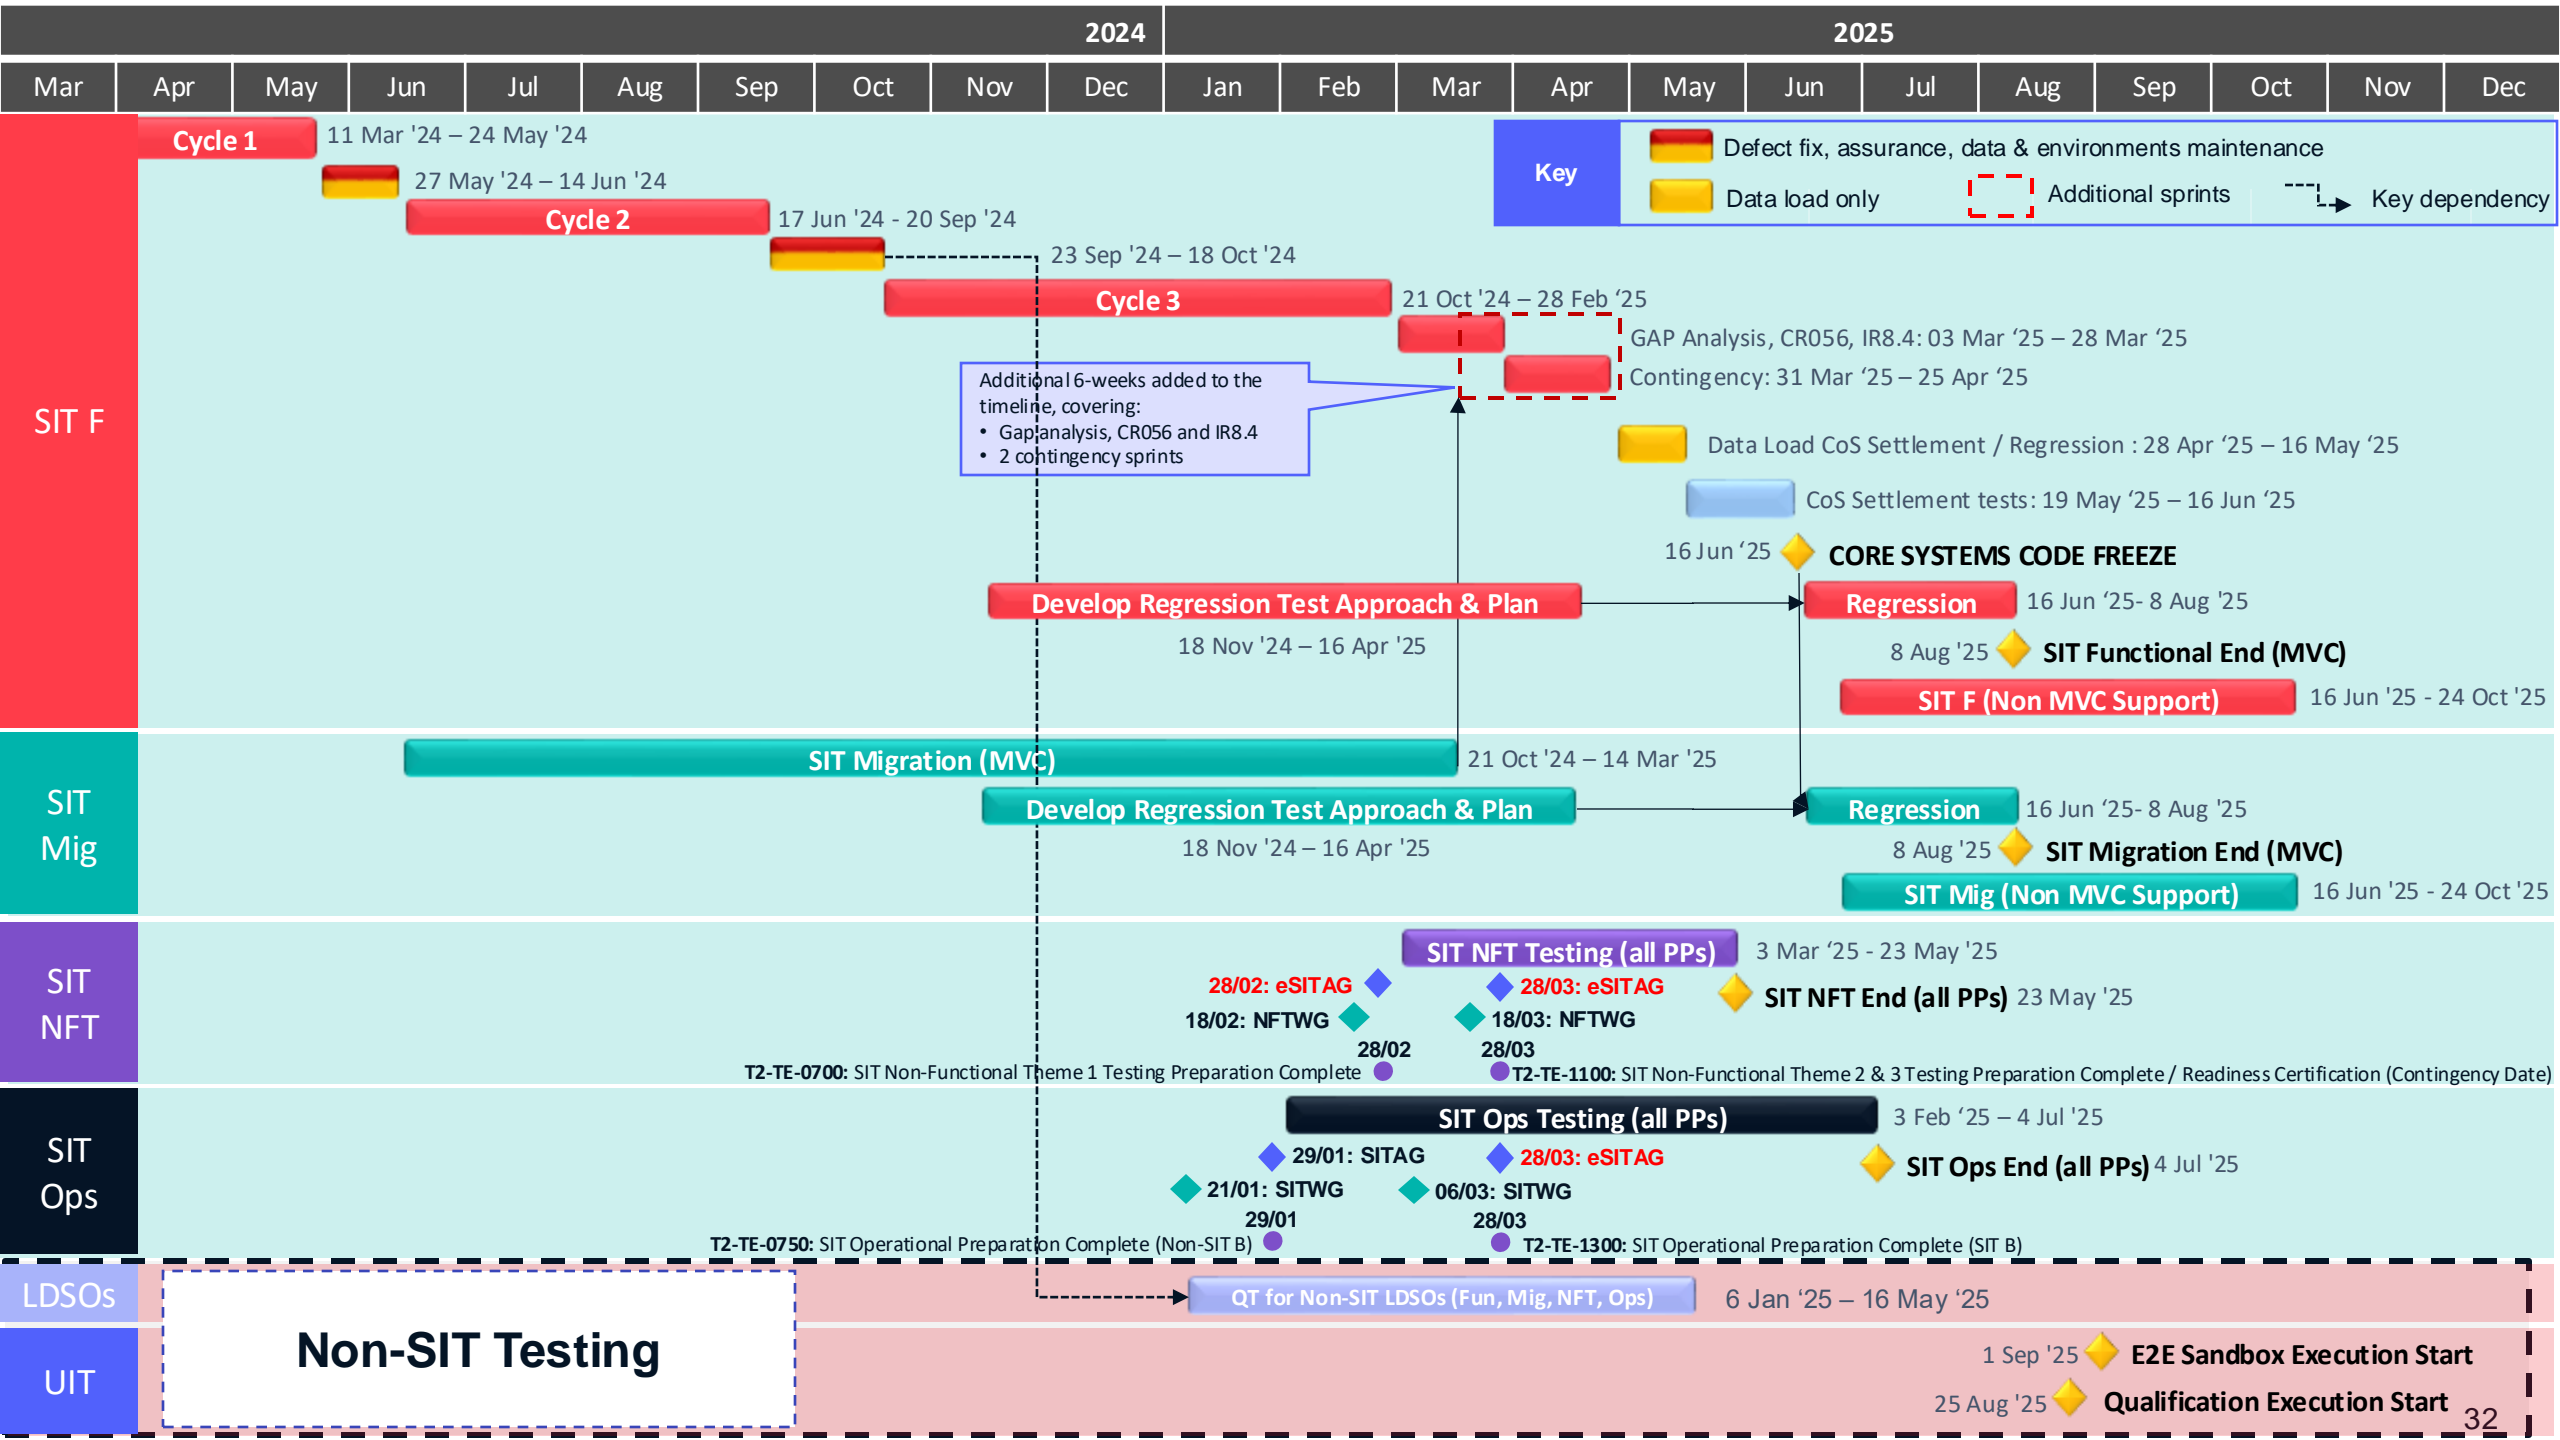 2024
2025
Mar Apr May Jun Jul Aug Sep Oct Nov Dec Jan Feb Mar Apr May Jun Jul Aug Sep Oct Nov Dec
SIT F
Cycle 1
11 Mar '24 – 24 May '24
27 May '24 – 14 Jun '24
Cycle 2
17 Jun '24 - 20 Sep '24
23 Sep '24 – 18 Oct '24
Cycle 3
21 Oct '24 – 28 Feb ‘25
Key
Defect fix, assurance, data & environments maintenance
Data load only
Additional sprints
Key dependency
GAP Analysis, CR056, IR8.4: 03 Mar ‘25 – 28 Mar ‘25
Contingency: 31 Mar ‘25 – 25 Apr ‘25
Additional 6-weeks added to the
timeline, covering:
• Gap analysis, CR056 and IR8.4
• 2 contingency sprints
Data Load CoS Settlement / Regression : 28 Apr ‘25 – 16 May ‘25
CoS Settlement tests: 19 May ‘25 – 16 Jun ‘25
16 Jun ‘25
CORE SYSTEMS CODE FREEZE
Develop Regression Test Approach & Plan
18 Nov '24 – 16 Apr '25
Regression
16 Jun ‘25- 8 Aug '25
8 Aug '25
SIT Functional End (MVC)
SIT F (Non MVC Support)
16 Jun '25 - 24 Oct '25
SIT
Mig
SIT Migration (MVC)
21 Oct '24 – 14 Mar '25
Develop Regression Test Approach & Plan
18 Nov '24 – 16 Apr '25
Regression
16 Jun ‘25- 8 Aug '25
8 Aug '25
SIT Migration End (MVC)
SIT Mig (Non MVC Support)
16 Jun '25 - 24 Oct '25
SIT
NFT
SIT NFT Testing (all PPs)
3 Mar ‘25 - 23 May '25
28/02: eSITAG
28/03: eSITAG
SIT NFT End (all PPs)
23 May '25
18/02: NFTWG
18/03: NFTWG
28/02
28/03
T2-TE-0700: SIT Non-Functional Theme 1 Testing Preparation Complete
T2-TE-1100: SIT Non-Functional Theme 2 & 3 Testing Preparation Complete / Readiness Certification (Contingency Date)
SIT
Ops
SIT Ops Testing (all PPs)
3 Feb ‘25 – 4 Jul '25
29/01: SITAG
28/03: eSITAG
SIT Ops End (all PPs)
4 Jul '25
21/01: SITWG
06/03: SITWG
29/01
28/03
T2-TE-0750: SIT Operational Preparation Complete (Non-SIT B)
T2-TE-1300: SIT Operational Preparation Complete (SIT B)
LDSOs
QT for Non-SIT LDSOs (Fun, Mig, NFT, Ops)
6 Jan ‘25 – 16 May ‘25
Non-SIT Testing
UIT
1 Sep '25
E2E Sandbox Execution Start
25 Aug '25
Qualification Execution Start
32